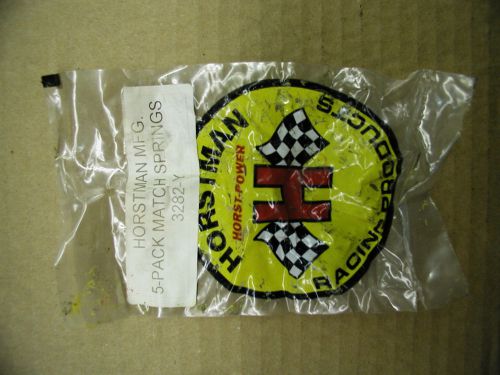 HORSTMAN MFG.
5-PACK MATCH SPRINGS
3282-Y
HORSTMAN
HORST-POWER
H
RACING PRODUCTS